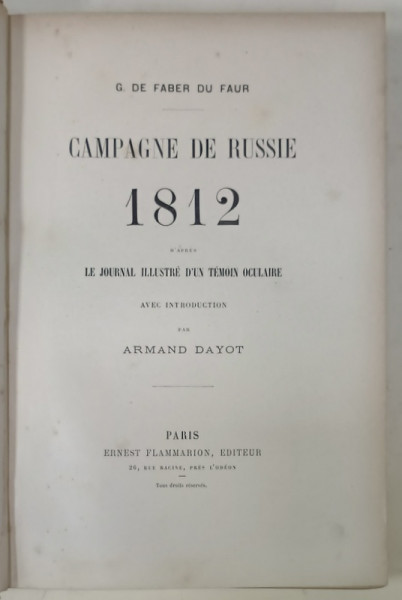 G. DE FABER DU FAUR
CAMPAGNE DE RUSSIE
1812
D'APRÈS
LE JOURNAL ILLUSTRÉ D'UN TÉMOIN OCULAIRE
AVEC INTRODUCTION
PAR
ARMAND DAYOT
PARIS
ERNEST FLAMMARION, EDITEUR
26, RUE RACINE, PRÈS L'ODÉON
Tous droits réservés.